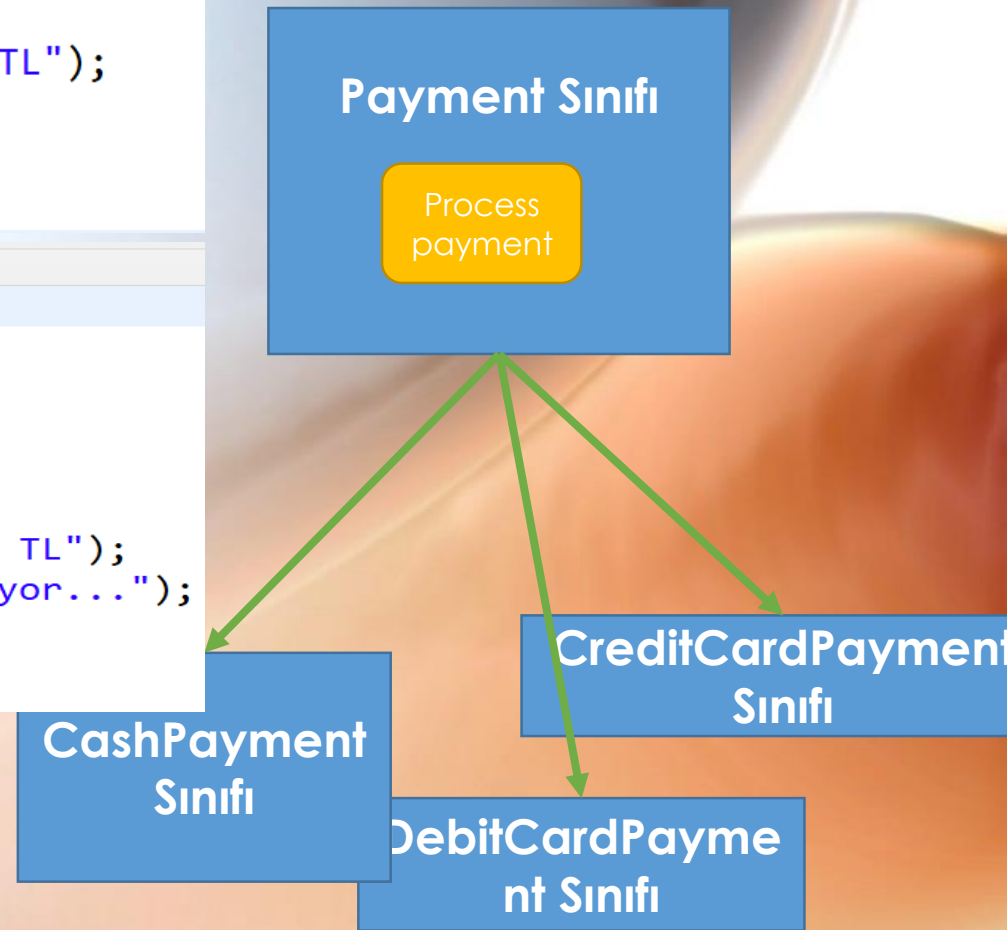 TL");
TL");
yor...");
Payment Sınıfı
Process
payment
CreditCardPayment
Sınıfı
CashPayment
Sınıfı
DebitCardPayme
nt Sınıfı